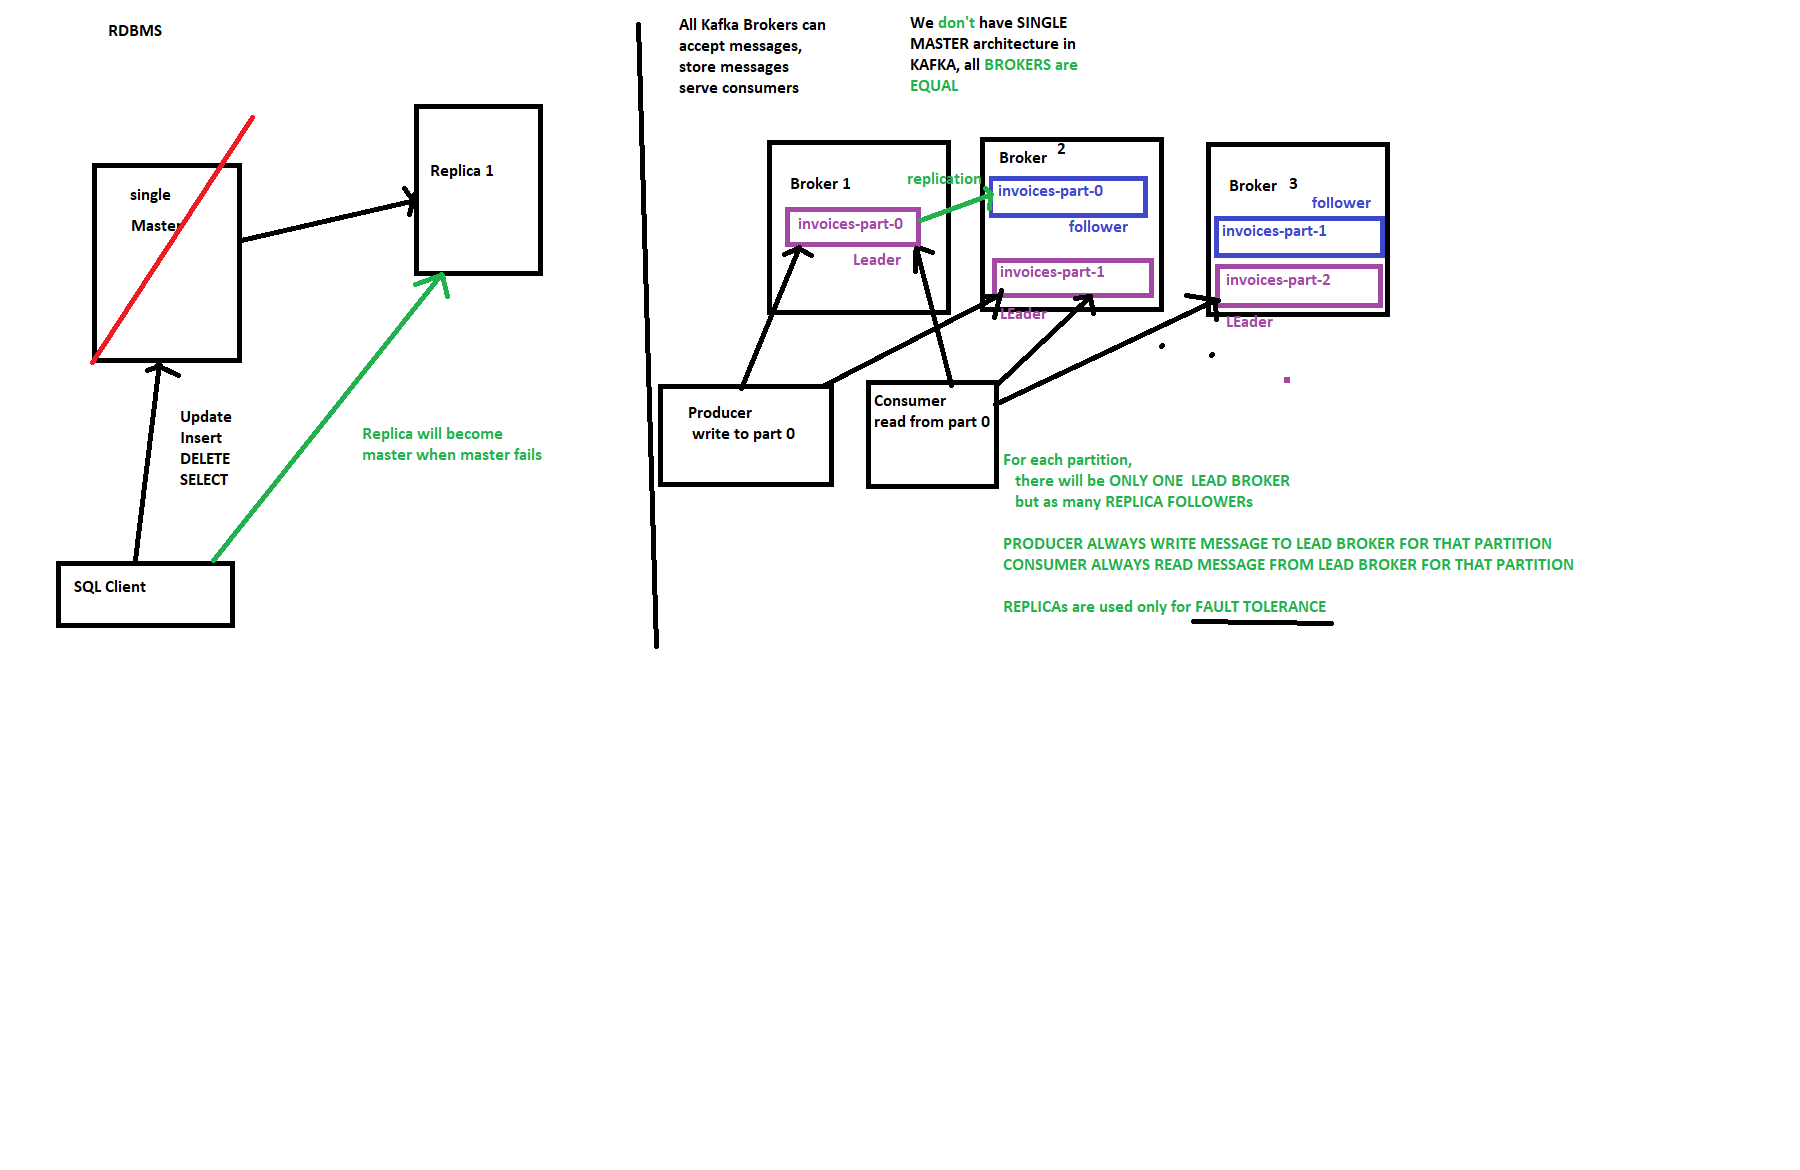 RDBMS
single
Master
Replica 1
Update
Insert
DELETE
SELECT
Replica will become
master when master fails
SQL Client
All Kafka Brokers can
accept messages,
store messages
serve consumers
We don't have SINGLE
MASTER architecture in
KAFKA, all BROKERS are
EQUAL
Broker 1
replication
invoices-part-0
Leader
Broker 2
invoices-part-0
follower
invoices-part-1
LEader
Broker 3
follower
invoices-part-1
invoices-part-2
LEader
Producer
write to part 0
Consumer
read from part 0
For each partition,
there will be ONLY ONE LEAD BROKER
but as many REPLICA FOLLOWERs
PRODUCER ALWAYS WRITE MESSAGE TO LEAD BROKER FOR THAT PARTITION
CONSUMER ALWAYS READ MESSAGE FROM LEAD BROKER FOR THAT PARTITION
REPLICAs are used only for FAULT TOLERANCE